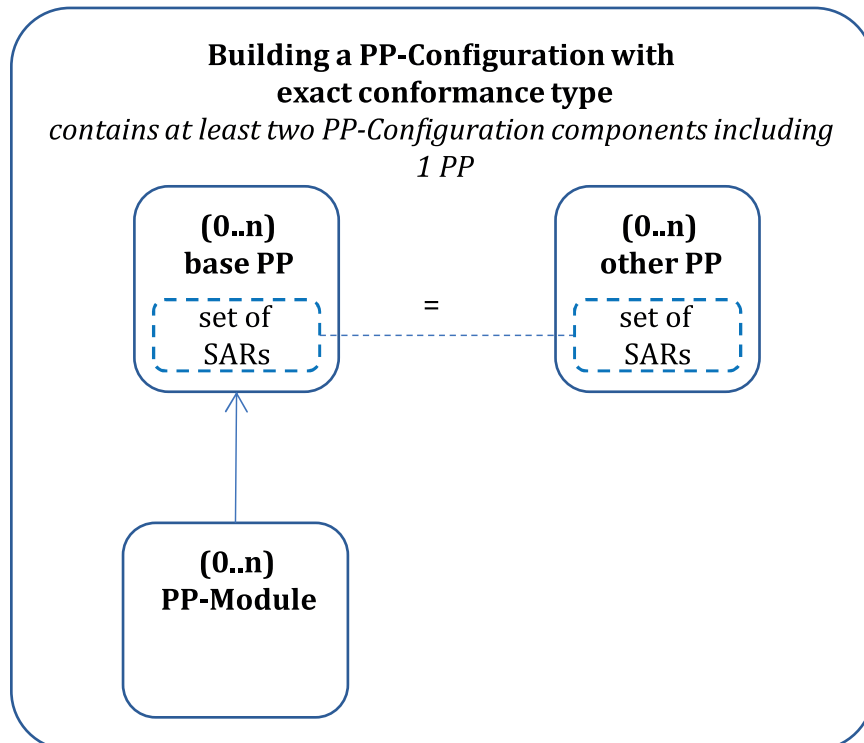 Building a PP-Configuration with
exact conformance type
contains at least two PP-Configuration components including
1 PP
(0..n)
base PP
set of
SARs
=
(0..n)
other PP
set of
SARs
(0..n)
PP-Module